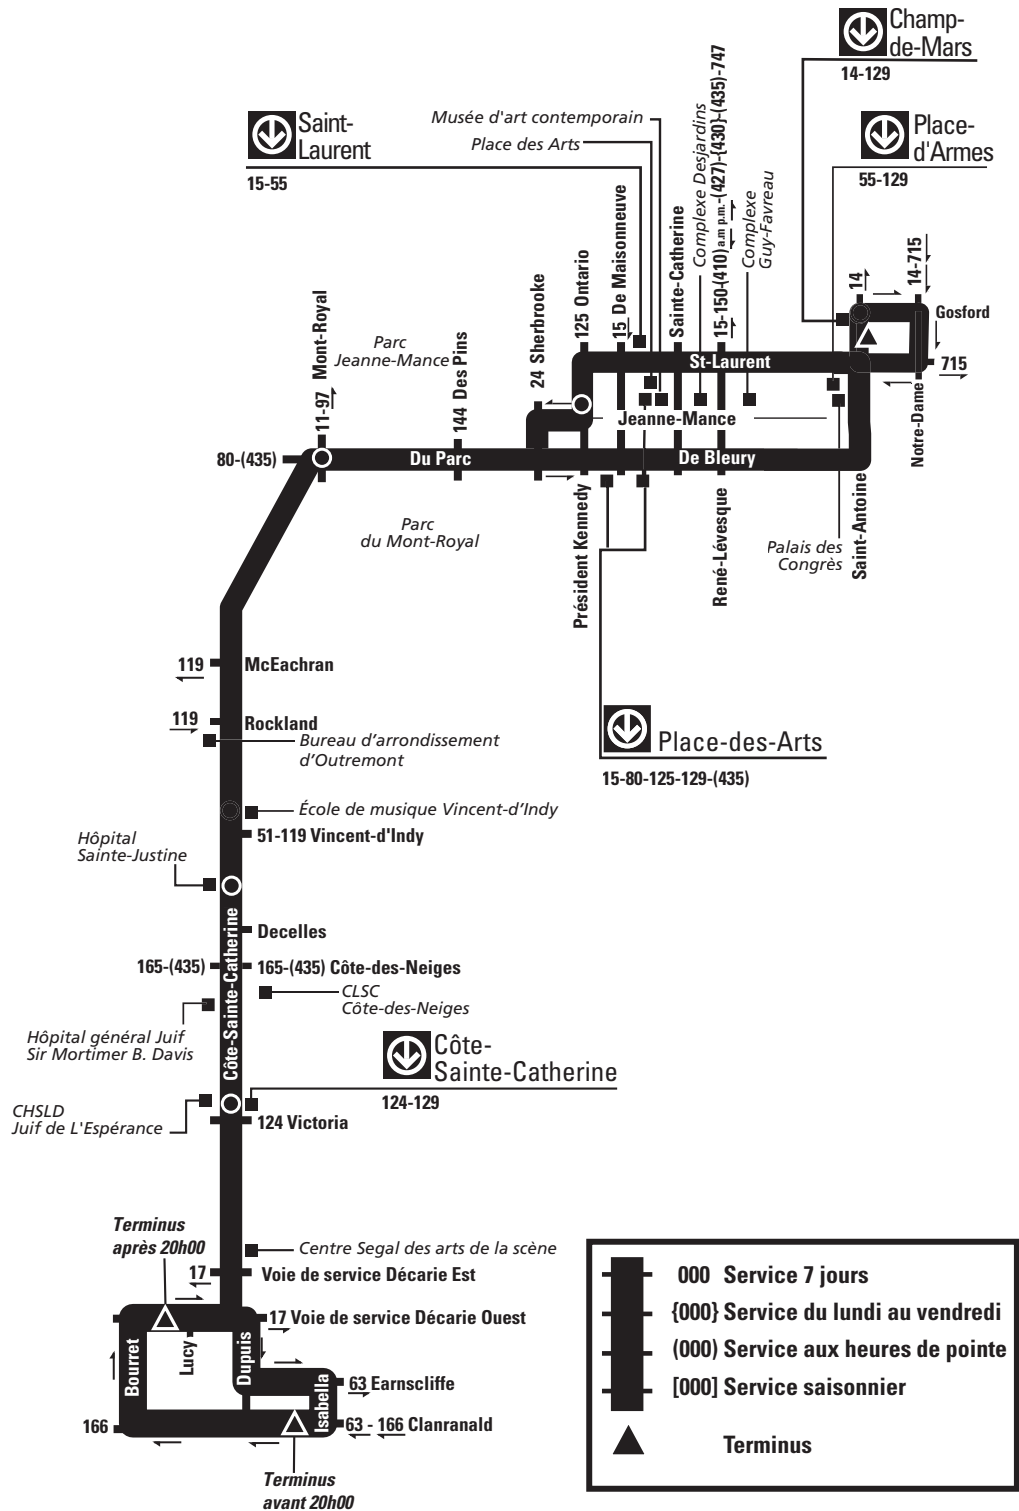 Champ-
de-Mars
14-129
Saint-
Laurent
15-55
Place-
d'Armes
55-129
Musée d'art contemporain
Place des Arts
Complexe Desjardins
15-150-(410) a.m p.m.-(427)-{430}-(435)-747
Complexe
Guy-Favreau
15 De Maisonneuve
Sainte-Catherine
125 Ontario
24 Sherbrooke
14
14-715
Gosford
715
Notre-Dame
11-97 Mont-Royal
Parc
Jeanne-Mance
144 Des Pins
St-Laurent
Jeanne-Mance
80-(435)
Du Parc
De Bleury
Parc
du Mont-Royal
Président Kennedy
René-Lévesque
Palais des
Congrès
Saint-Antoine
119
McEachran
119
Rockland
Bureau d'arrondissement
d'Outremont
Place-des-Arts
15-80-125-129-(435)
École de musique Vincent-d'Indy
51-119 Vincent-d'Indy
Hôpital
Sainte-Justine
Côte-Sainte-Catherine
Decelles
165-(435)
165-(435) Côte-des-Neiges
CLSC
Côte-des-Neiges
Hôpital général Juif
Sir Mortimer B. Davis
Côte-
Sainte-Catherine
124-129
CHSLD
Juif de L'Espérance
124 Victoria
Terminus
après 20h00
Centre Segal des arts de la scène
17
Voie de service Décarie Est
17 Voie de service Décarie Ouest
Bourret
Lucy
Dupuis
Isabella
63 Earnscliffe
166
63 - 166 Clanranald
Terminus
avant 20h00
000 Service 7 jours
{000} Service du lundi au vendredi
(000) Service aux heures de pointe
[000] Service saisonnier
Terminus